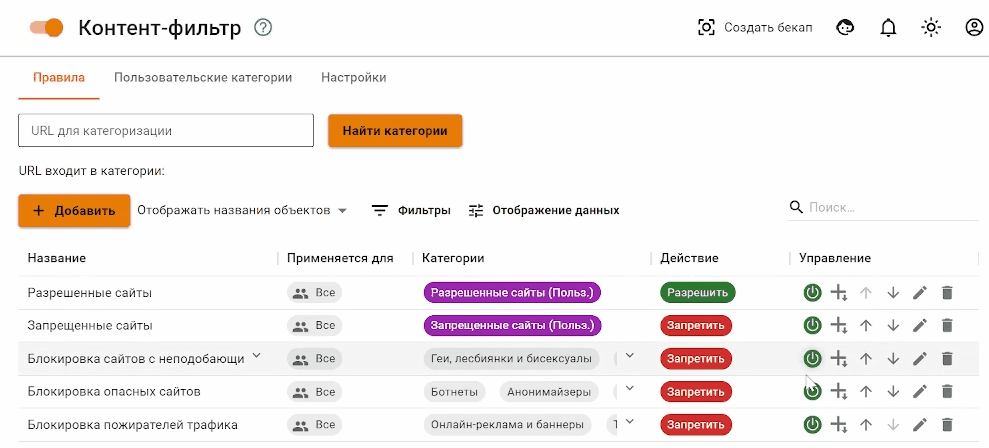 Контент-фильтр
Создать бекап
Правила Пользовательские категории Настройки
URL для категоризации Найти категории
URL входит в категории:
+ Добавить Отображать названия объектов Фильтры Отображение данных Поиск...
Название Применяется для Категории Действие Управление
Разрешенные сайты Все Разрешенные сайты (Польз.) Разрешить
Запрещенные сайты Все Запрещенные сайты (Польз.) Запретить
Блокировка сайтов с неподобающи Все Геи, лесбиянки и бисексуалы Запретить
Блокировка опасных сайтов Все Ботнеты Анонимайзеры Запретить
Блокировка пожирателей трафика Все Онлайн-реклама и баннеры Запретить